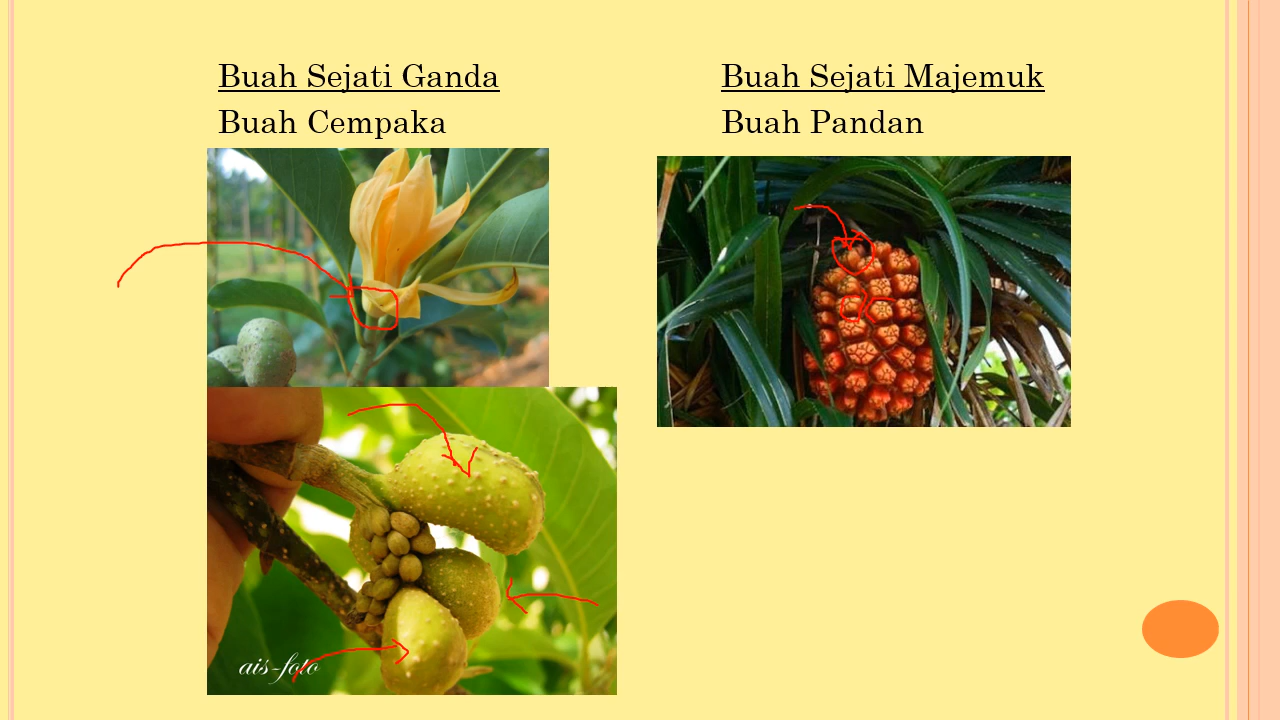 Buah Sejati Ganda
Buah Cempaka
Buah Sejati Majemuk
Buah Pandan
ais-foto